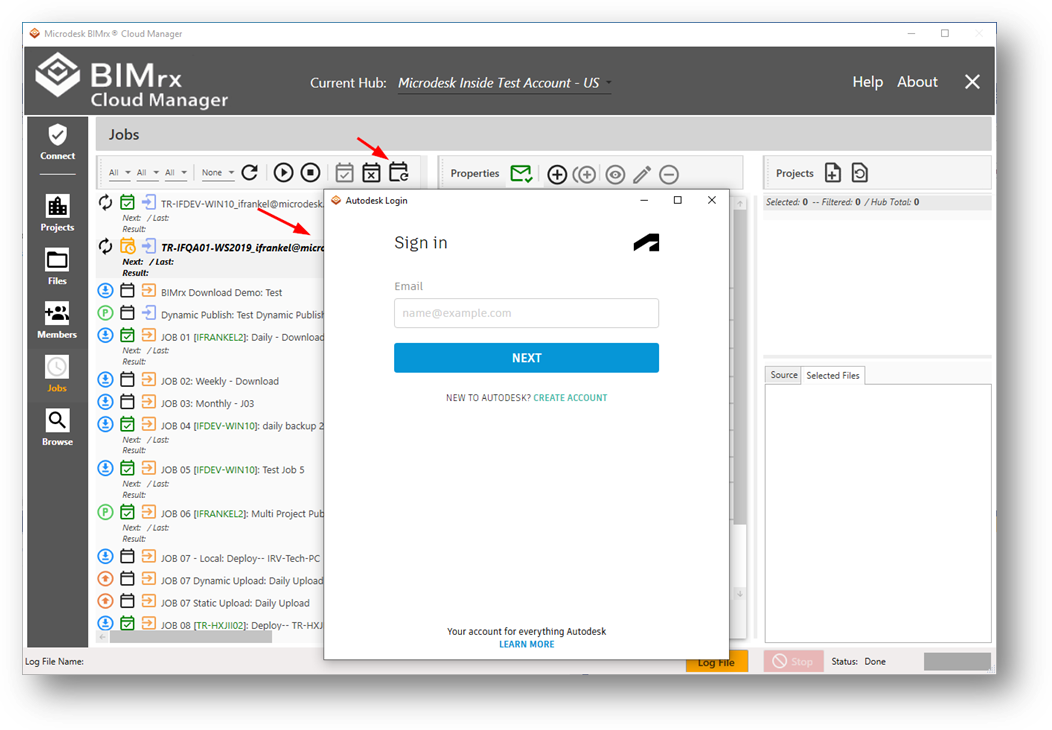 Microdesk BIMrx® Cloud Manager
BIMrx
Cloud Manager
Current Hub: Microdesk Inside Test Account - US
Help About
Connect
Projects
Files
Members
Jobs
Browse
Jobs
All All All None
Properties
Projects
Selected: 0 -- Filtered: 0 / Hub Total: 0
Source Selected Files
TR-IFDEV-WIN10_ifrankel@microdesk.
Next: / Last:
Result:
TR-IFQA01-WS2019_ifrankel@micro
Next: / Last:
Result:
BIMrx Download Demo: Test
P Dynamic Publish: Test Dynamic Publish
JOB 01 [IFRANKEL2]: Daily - Download
Next: / Last:
Result:
JOB 02: Weekly - Download
JOB 03: Monthly - J03
JOB 04 [IFDEV-WIN10]: daily backup 2
Next: / Last:
Result:
JOB 05 [IFDEV-WIN10]: Test Job 5
Next: / Last:
Result:
P JOB 06 [IFRANKEL2]: Multi Project Pub
Next: / Last:
Result:
JOB 07 - Local: Deploy-- IRV-Tech-PC
JOB 07 Dynamic Upload: Daily Upload
JOB 07 Static Upload: Daily Upload
JOB 08 [TR-HXJII02]: Deploy-- TR-HXJ
Autodesk Login
Sign in
Email
name@example.com
NEXT
NEW TO AUTODESK? CREATE ACCOUNT
Your account for everything Autodesk
LEARN MORE
Log File Name:
Log File
Stop
Status: Done